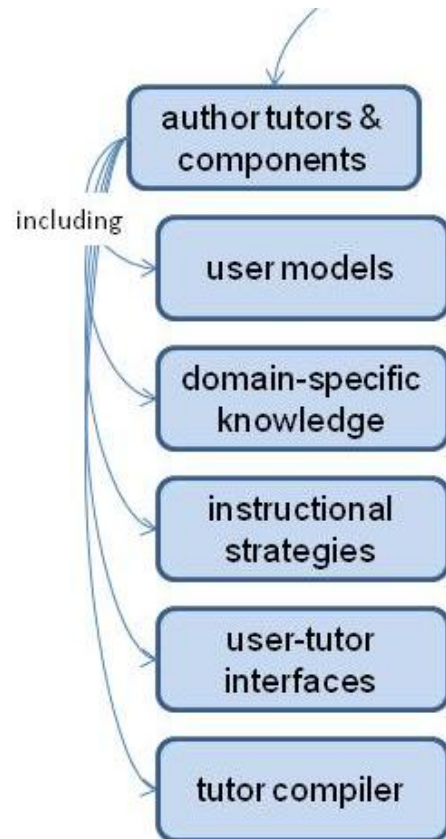 author tutors &
components
including
user models
domain-specific
knowledge
instructional
strategies
user-tutor
interfaces
tutor compiler